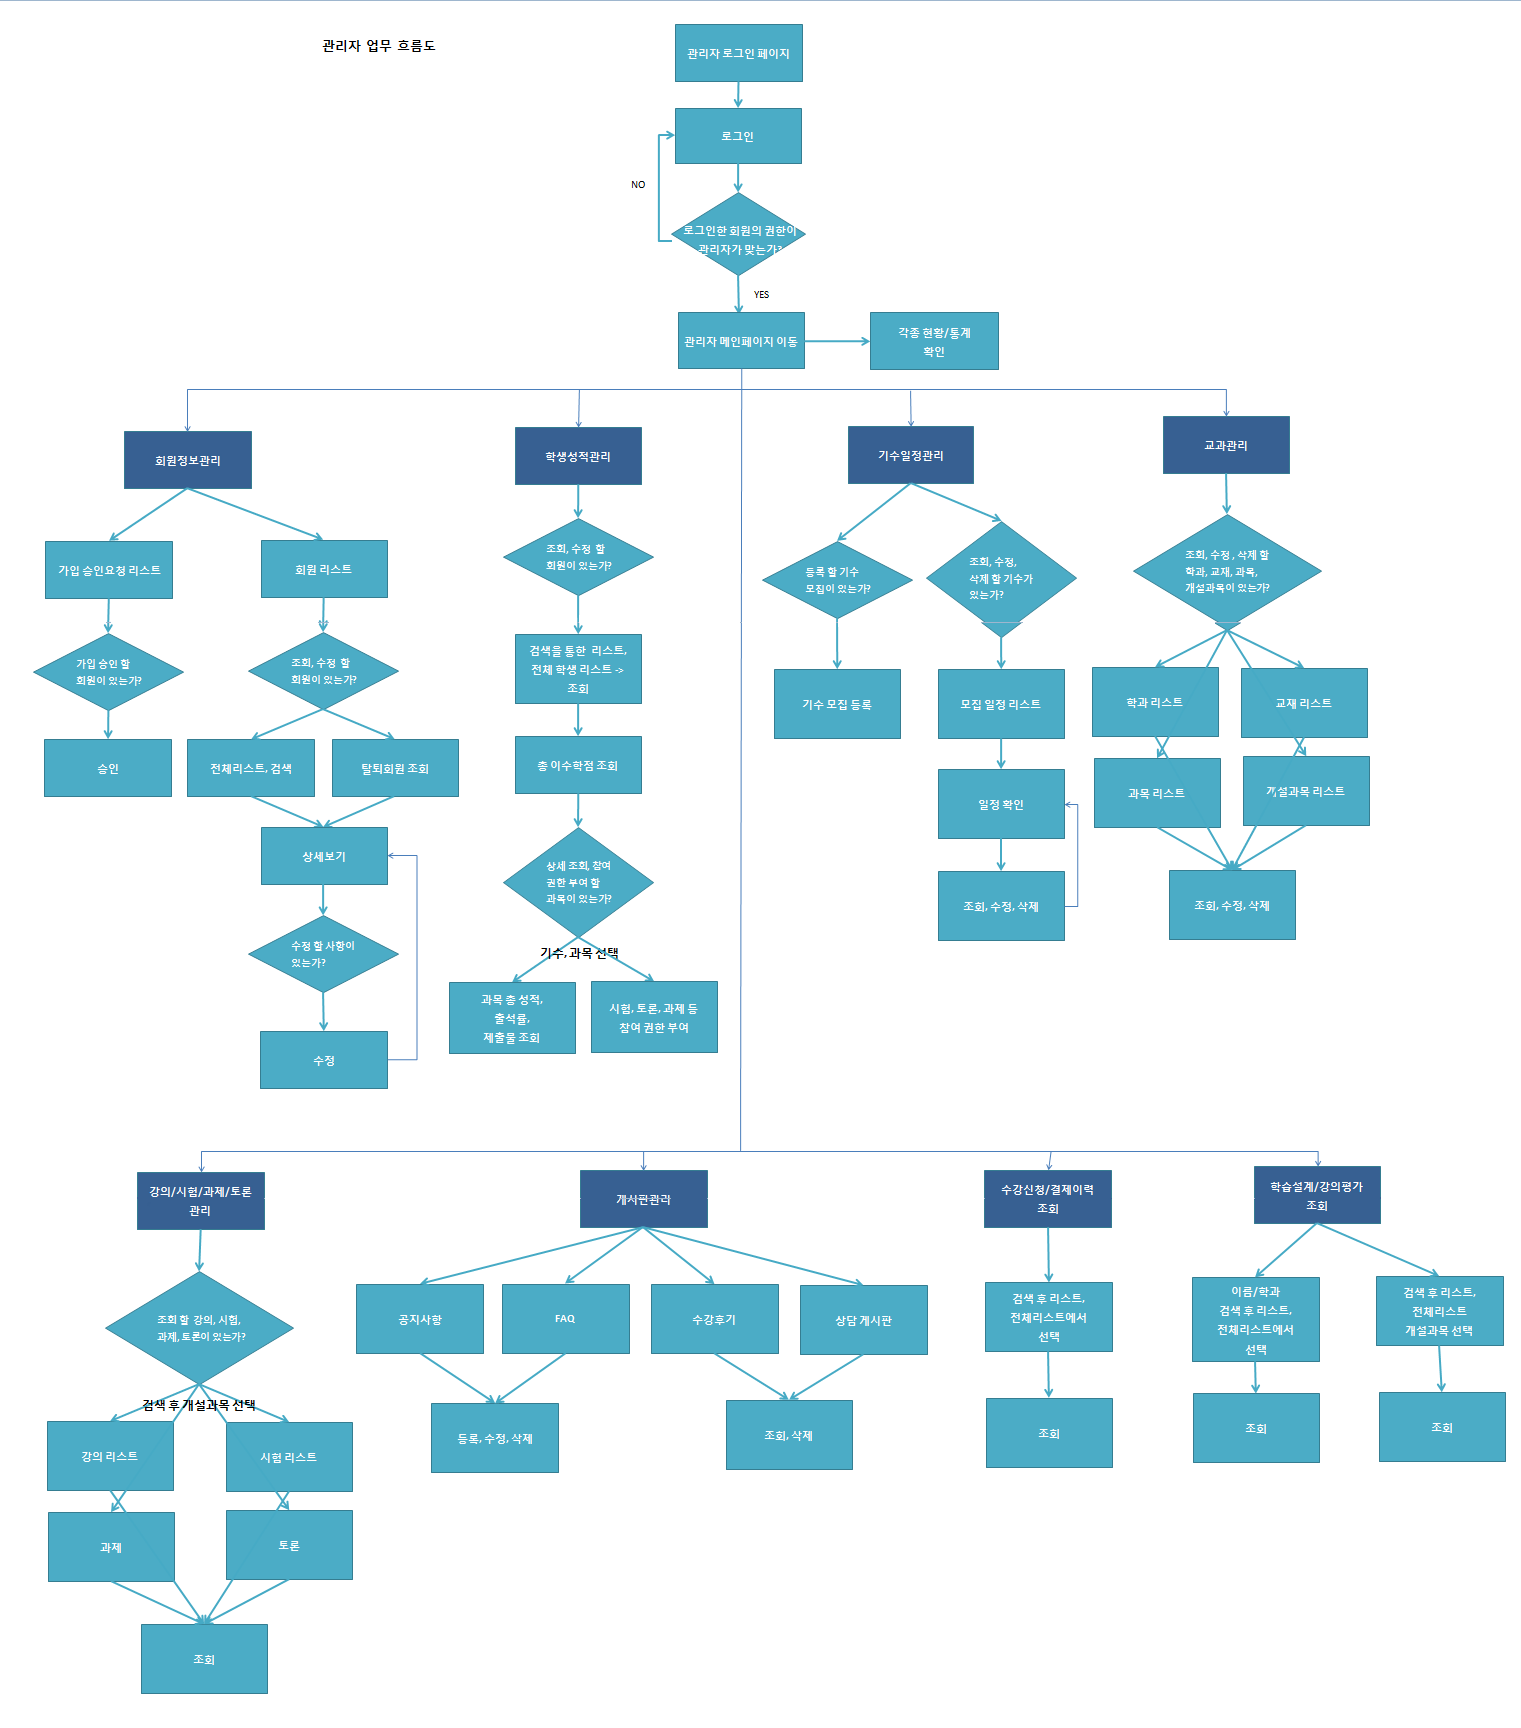 관리자 업무 흐름도
관리자 로그인 페이지
로그인
NO
로그인한 회원의 권한이
관리자가 맞는가?
YES
관리자 메인페이지 이동
각종 현황/통계
확인
회원정보관리
학생성적관리
기수일정관리
교과관리
가입 승인요청 리스트
회원 리스트
가입 승인 할
회원이 있는가?
조회, 수정 할
회원이 있는가?
승인
전체리스트, 검색
탈퇴회원 조회
상세보기
수정 할 사항이
있는가?
수정
조회, 수정 할
회원이 있는가?
검색을 통한 리스트,
전체 학생 리스트 ->
조회
총 이수학점 조회
상세 조회, 참여
권한 부여 할
과목이 있는가?
기수, 과목 선택
과목 총 성적,
출석률,
제출물 조회
시험, 토론, 과제 등
참여 권한 부여
등록 할 기수
모집이 있는가?
조회, 수정,
삭제 할 기수가
있는가?
기수 모집 등록
모집 일정 리스트
일정 확인
조회, 수정, 삭제
조회, 수정 , 삭제 할
학과, 교재, 과목,
개설과목이 있는가?
학과 리스트
교재 리스트
과목 리스트
개설과목 리스트
조회, 수정, 삭제
강의/시험/과제/토론
관리
게시판관리
수강신청/결제이력
조회
학습설계/강의평가
조회
조회 할 강의, 시험,
과제, 토론이 있는가?
검색 후 개설과목 선택
강의 리스트
시험 리스트
과제
토론
조회
공지사항
FAQ
수강후기
상담 게시판
등록, 수정, 삭제
조회, 삭제
검색 후 리스트,
전체리스트에서
선택
조회
이름/학과
검색 후 리스트,
전체리스트에서
선택
조회
검색 후 리스트,
전체리스트
개설과목 선택
조회